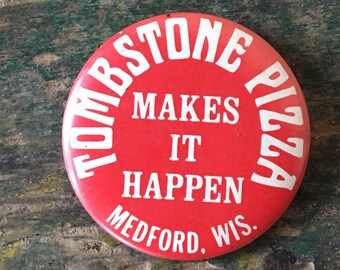 TOMBSTONE PIZZA
MAKES
IT
HAPPEN
MEDFORD, WIS.